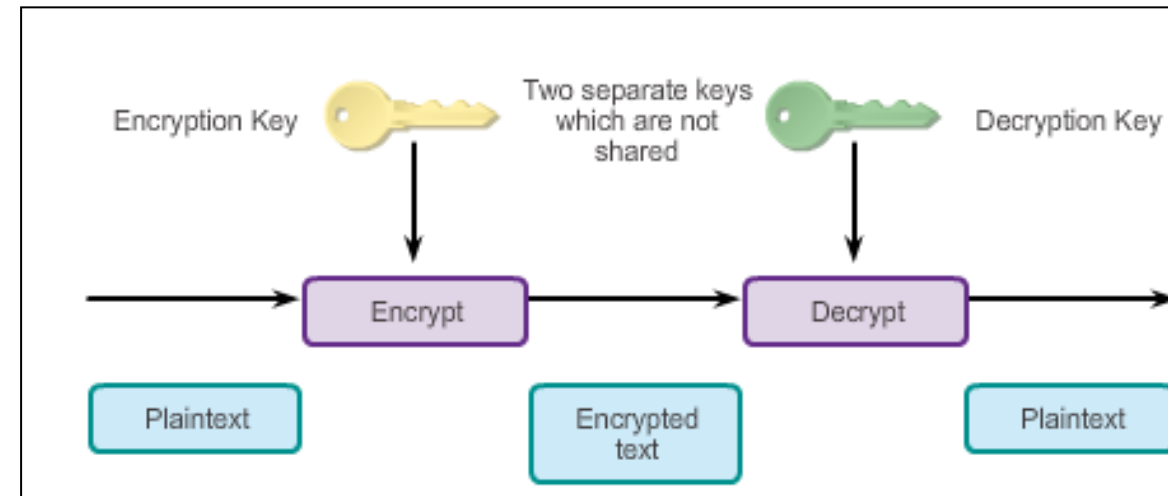 Encryption Key
Two separate keys
which are not
shared
Decryption Key
Encrypt
Decrypt
Plaintext
Encrypted
text
Plaintext